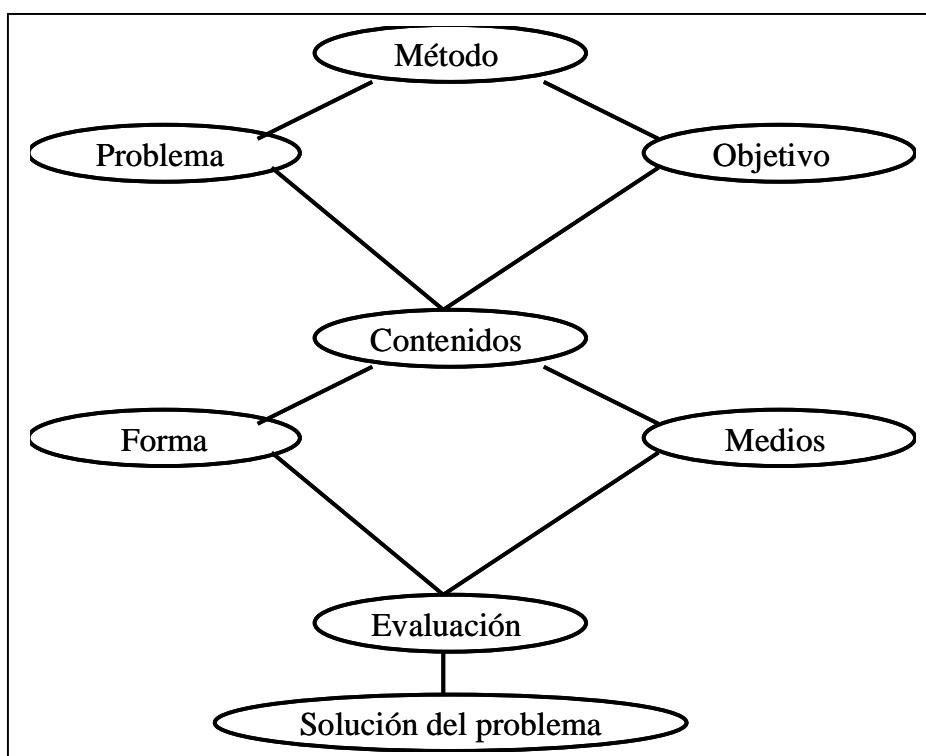 Método
Problema
Objetivo
Contenidos
Forma
Medios
Evaluación
Solución del problema